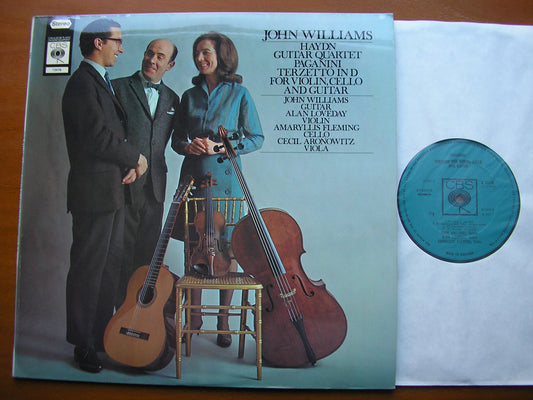 Stereo
CBS
JOHN WILLIAMS
HAYDN
GUITAR QUARTET
PAGANINI
TERZETTO IN D
FOR VIOLIN, CELLO
AND GUITAR
JOHN WILLIAMS
GUITAR
ALAN LOVEDAY
VIOLIN
AMARYLLIS FLEMING
CELLO
CECIL ARONOWITZ
VIOLA
CBS